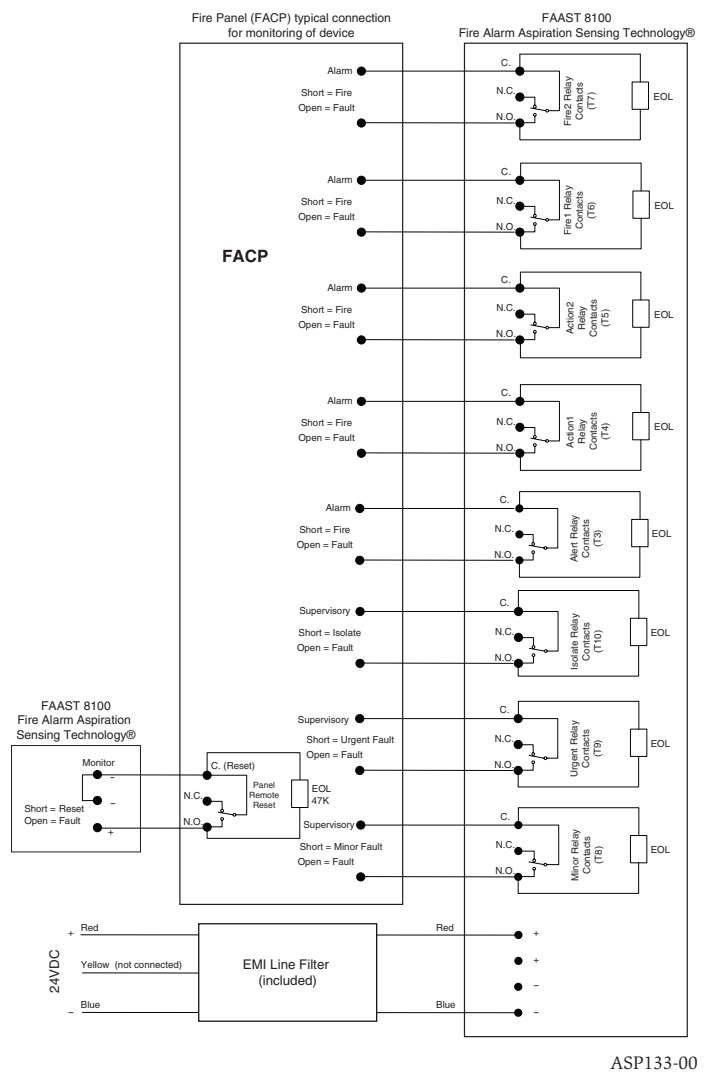 Fire Panel (FACP) typical connection
for monitoring of device
FAAST 8100
Fire Alarm Aspiration Sensing Technology®
FACP
Alarm
Short = Fire
Open = Fault
C.
N.C.
N.O.
Fire2 Relay
Contacts
(T7)
EOL
Alarm
Short = Fire
Open = Fault
C.
N.C.
N.O.
Fire1 Relay
Contacts
(T6)
EOL
Alarm
Short = Fire
Open = Fault
C.
N.C.
N.O.
Action2
Relay
Contacts
(T5)
EOL
Alarm
Short = Fire
Open = Fault
C.
N.C.
N.O.
Action1
Relay
Contacts
(T4)
EOL
Alarm
Short = Fire
Open = Fault
C.
N.C.
N.O.
Alert Relay
Contacts
(T3)
EOL
Supervisory
Short = Isolate
Open = Fault
C.
N.C.
N.O.
Isolate Relay
Contacts
(T10)
EOL
Supervisory
Short = Urgent Fault
Open = Fault
C.
N.C.
N.O.
Urgent Relay
Contacts
(T9)
EOL
Supervisory
Short = Minor Fault
Open = Fault
C.
N.C.
N.O.
Minor Relay
Contacts
(T8)
EOL
FAAST 8100
Fire Alarm Aspiration
Sensing Technology®
Monitor
–
–
+
Short = Reset
Open = Fault
C. (Reset)
N.C.
N.O.
Panel
Remote
Reset
EOL
47K
24VDC
+ Red
Yellow (not connected)
– Blue
EMI Line Filter
(included)
Red
Blue
+
+
–
–
ASP133-00